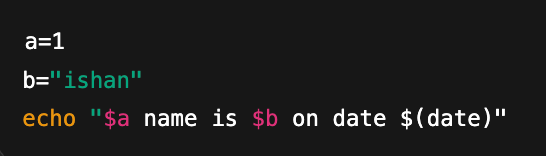 a=1
b="ishan"
echo "$a name is $b on date $(date)"